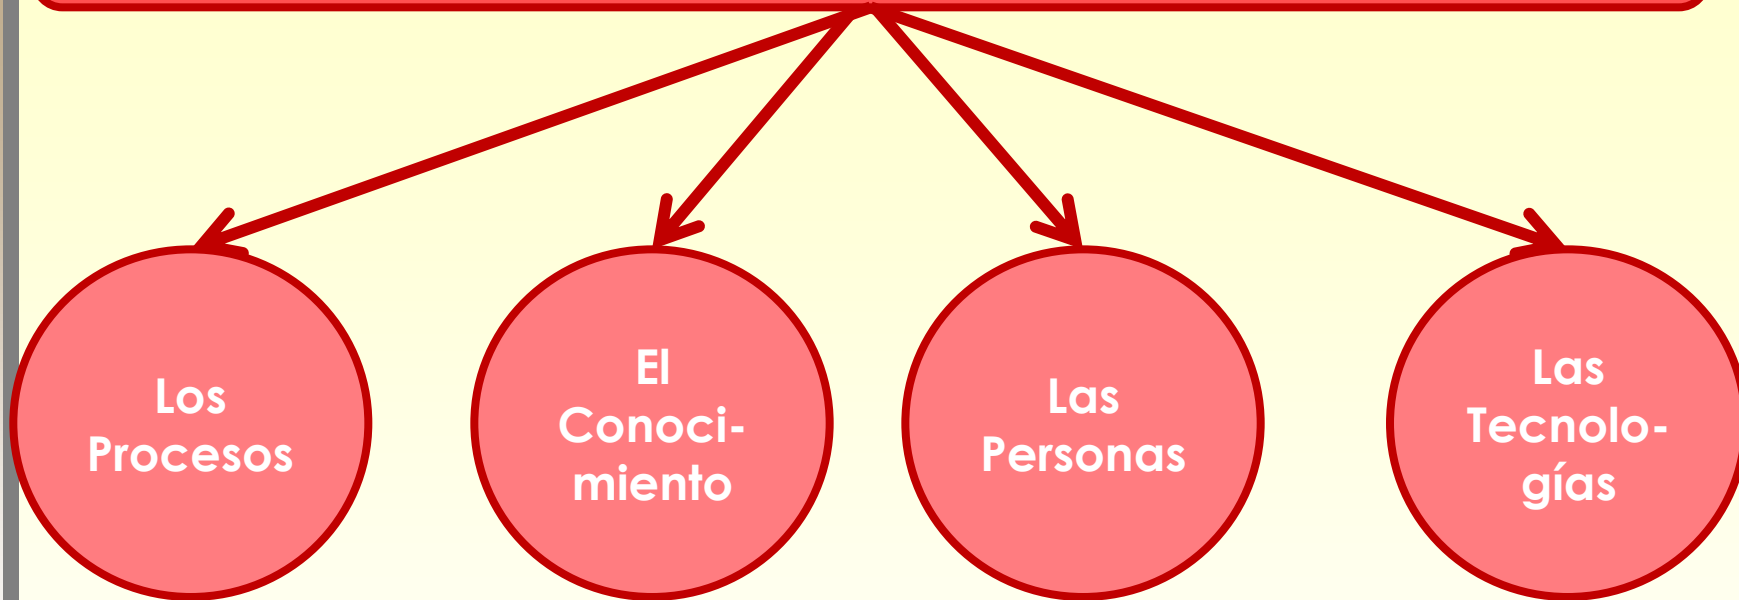 Los
Procesos
El
Conoci-
miento
Las
Personas
Las
Tecnolo-
gías